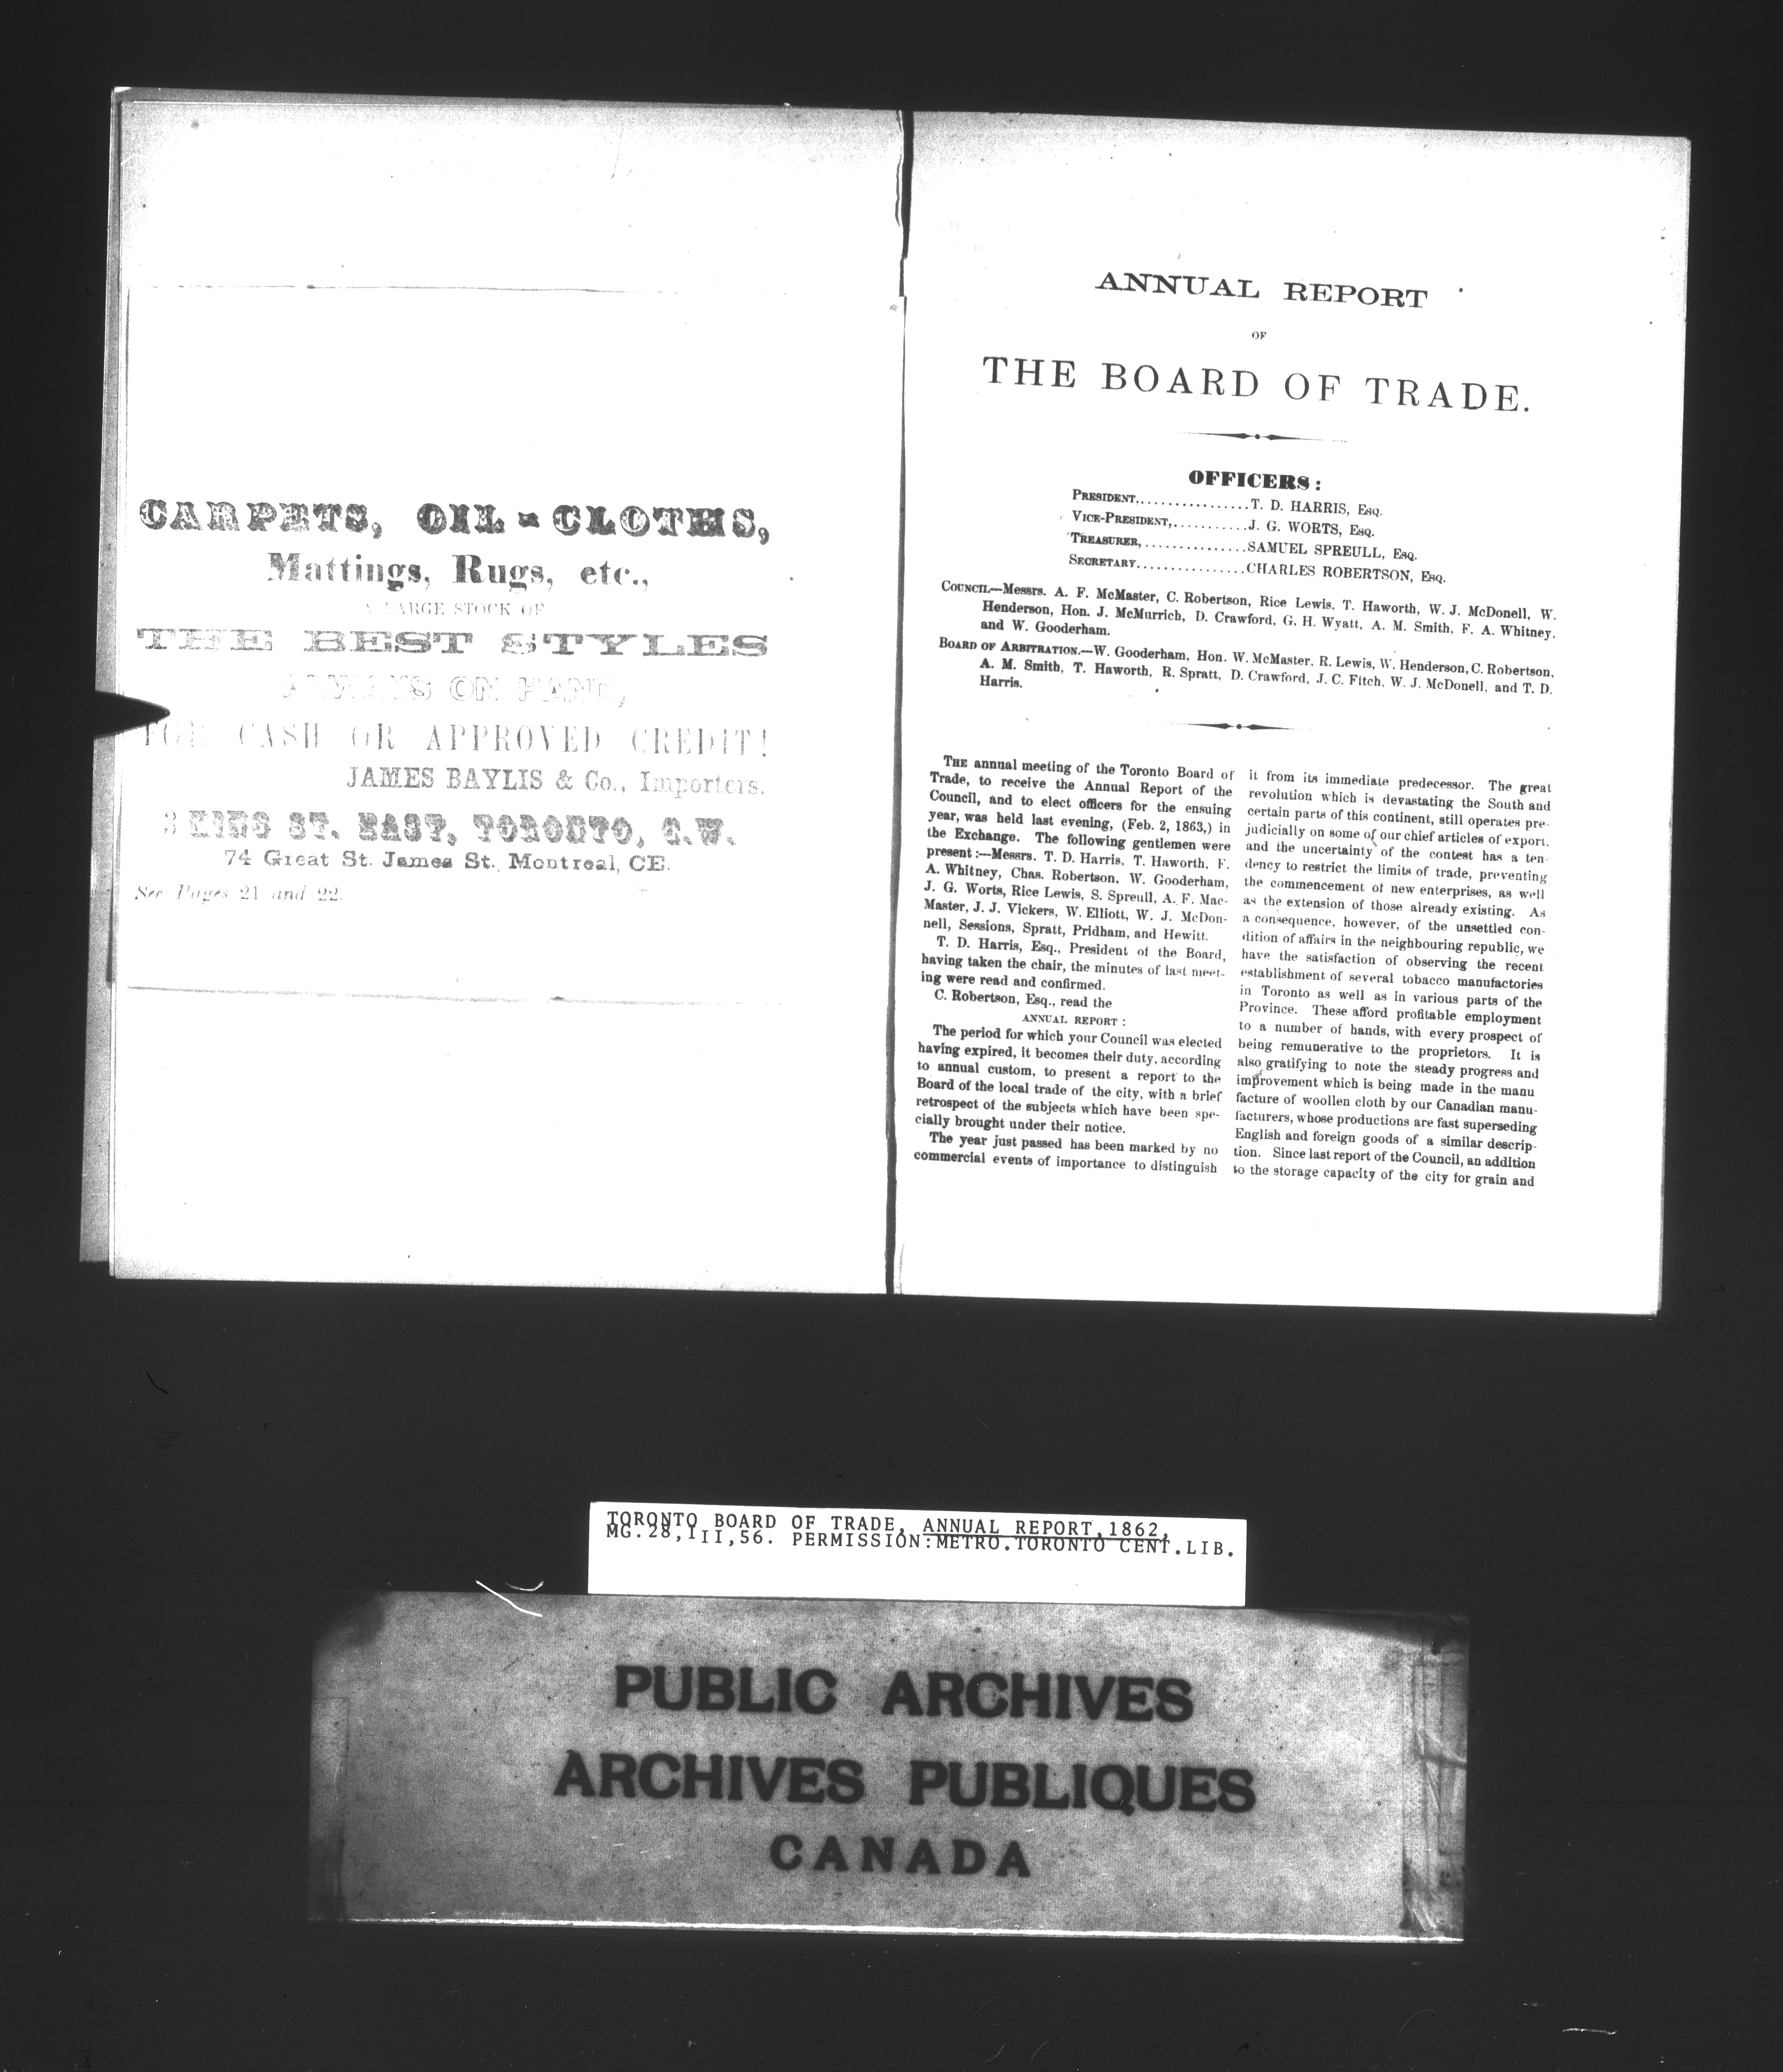 CARPETS, OIL-CLOTHS,
Mattings, Rugs, etc.,
A LARGE STOCK OF
THE BEST STYLES
ALWAYS ON HAND,
FOR CASH OR APPROVED CREDIT!
JAMES BAYLIS & Co., Importers.
3 KING ST. EAST, TORONTO, C.W.
74 Great St. James St., Montreal, CE.
See Pages 21 and 22.
ANNUAL REPORT
OF
THE BOARD OF TRADE.
OFFICERS:
PRESIDENT,................T. D. HARRIS, ESQ.
VICE-PRESIDENT,..........J. G. WORTS, ESQ.
TREASURER,...............SAMUEL SPREULL, ESQ.
SECRETARY................CHARLES ROBERTSON, ESQ.
COUNCIL—Messrs. A. F. McMaster, C. Robertson, Rice Lewis, T. Haworth, W. J. McDonell, W.
Henderson, Hon. J. McMurrich, D. Crawford, G. H. Wyatt, A. M. Smith, F. A. Whitney,
and W. Gooderham.
BOARD OF ARBITRATION.—W. Gooderham, Hon. W. McMaster, R. Lewis, W. Henderson, C. Robertson,
A. M. Smith, T. Haworth, R. Spratt, D. Crawford, J. C. Fitch, W. J. McDonell, and T. D.
Harris.
THE annual meeting of the Toronto Board of
Trade, to receive the Annual Report of the
Council, and to elect officers for the ensuing
year, was held last evening, (Feb. 2, 1863,) in
the Exchange. The following gentlemen were
present:—Messrs. T. D. Harris, T. Haworth, F.
A. Whitney, Chas. Robertson, W. Gooderham,
J. G. Worts, Rice Lewis, S. Spreull, A. F. Mac-
Master, J. J. Vickers, W. Elliott, W. J. McDon-
nell, Sessions, Spratt, Pridham, and Hewitt.
T. D. Harris, Esq., President of the Board,
having taken the chair, the minutes of last meet-
ing were read and confirmed.
C. Robertson, Esq., read the
ANNUAL REPORT:
The period for which your Council was elected
having expired, it becomes their duty, according
to annual custom, to present a report to the
Board of the local trade of the city, with a brief
retrospect of the subjects which have been spe-
cially brought under their notice.
The year just passed has been marked by no
commercial events of importance to distinguish
it from its immediate predecessor. The great
revolution which is devastating the South and
certain parts of this continent, still operates pre-
judicially on some of our chief articles of export,
and the uncertainty of the contest has a ten-
dency to restrict the limits of trade, preventing
the commencement of new enterprises, as well
as the extension of those already existing. As
a consequence, however, of the unsettled con-
dition of affairs in the neighbouring republic, we
have the satisfaction of observing the recent
establishment of several tobacco manufactories
in Toronto as well as in various parts of the
Province. These afford profitable employment
to a number of hands, with every prospect of
being remunerative to the proprietors. It is
also gratifying to note the steady progress and
improvement which is being made in the manu
facture of woollen cloth by our Canadian manu-
facturers, whose productions are fast superseding
English and foreign goods of a similar descrip-
tion. Since last report of the Council, an addition
to the storage capacity of the city for grain and
TORONTO BOARD OF TRADE, ANNUAL REPORT, 1862,
MG.28,III,56. PERMISSION:METRO.TORONTO CENT.LIB.
PUBLIC ARCHIVES
ARCHIVES PUBLIQUES
CANADA